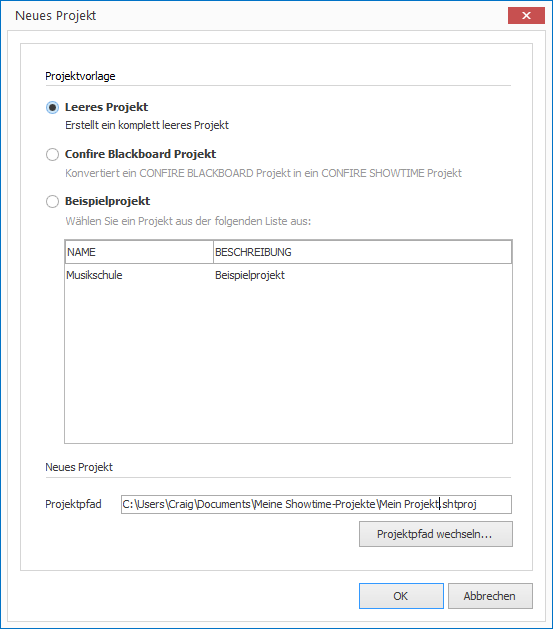 Neues Projekt
Projektvorlage
Leeres Projekt
Erstellt ein komplett leeres Projekt
Confire Blackboard Projekt
Konvertiert ein CONFIRE BLACKBOARD Projekt in ein CONFIRE SHOWTIME Projekt
Beispielprojekt
Wählen Sie ein Projekt aus der folgenden Liste aus:
NAME BESCHREIBUNG
Musikschule Beispielprojekt
Neues Projekt
Projektpfad C:\Users\Craig\Documents\Meine Showtime-Projekte\Mein Projekt.shtproj
Projektpfad wechseln...
OK Abbrechen